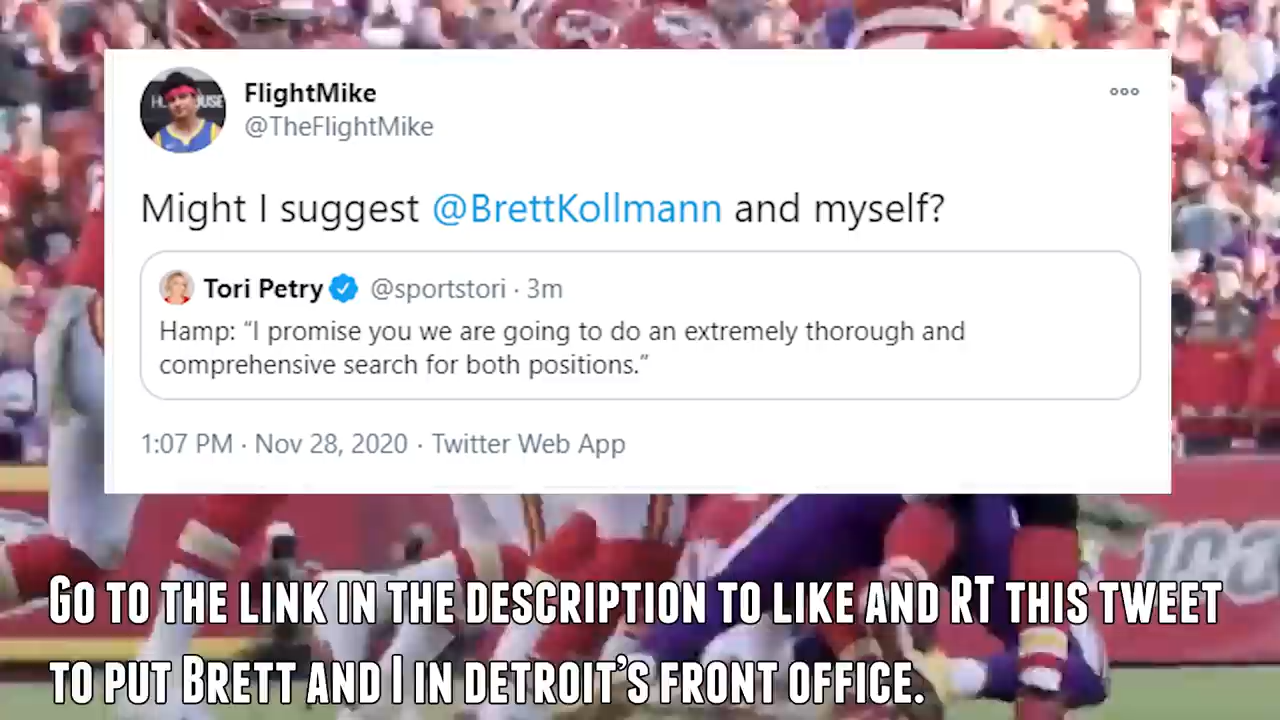 FlightMike
@TheFlightMike
Might I suggest @BrettKollmann and myself?
Tori Petry @sportstori · 3m
Hamp: “I promise you we are going to do an extremely thorough and
comprehensive search for both positions.”
1:07 PM · Nov 28, 2020 · Twitter Web App
GO TO THE LINK IN THE DESCRIPTION TO LIKE AND RT THIS TWEET
TO PUT BRETT AND I IN DETROIT’S FRONT OFFICE.